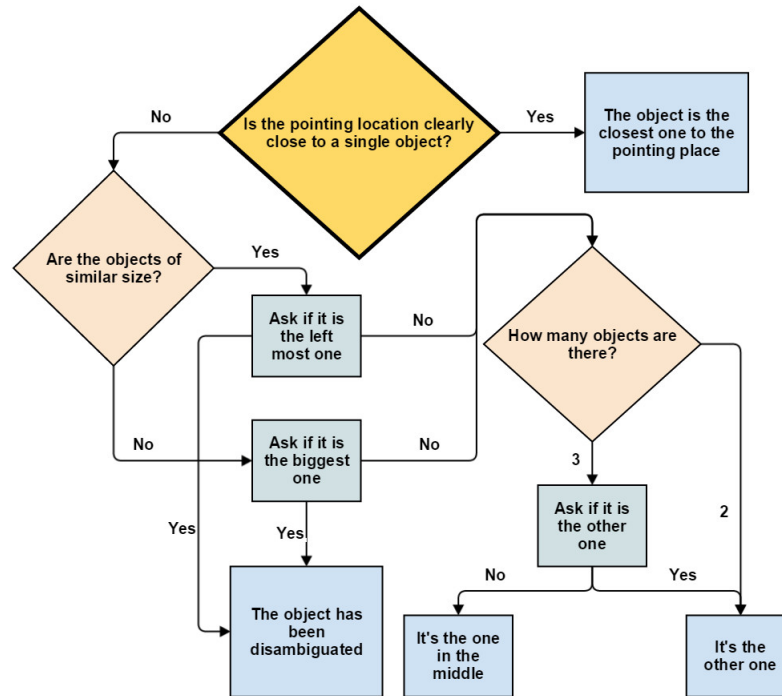 Is the pointing location clearly
close to a single object?
No
Yes
The object is the
closest one to the
pointing place
Are the objects of
similar size?
Yes
Ask if it is
the left
most one
No
How many objects are
there?
No
Ask if it is
the biggest
one
No
3
Ask if it is
the other
one
2
Yes
Yes
No
Yes
The object has
been
disambiguated
It's the one
in the
middle
It's the
other one